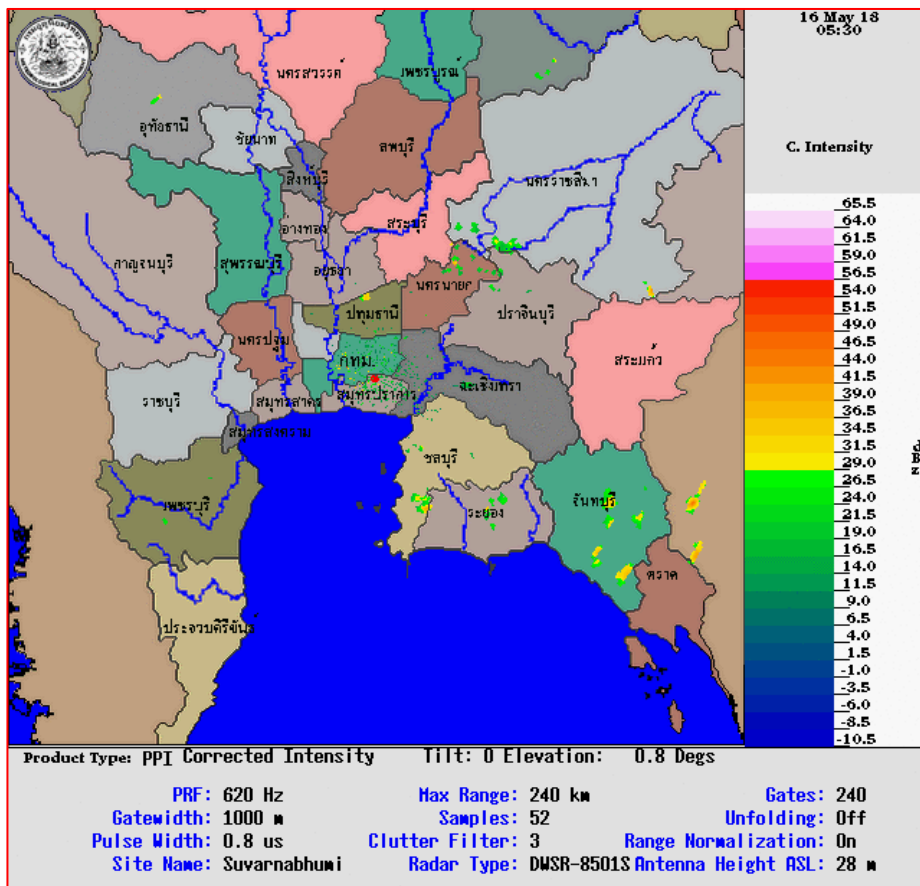 16 May 18
05:30
C. Intensity
นครสวรรค์
เพชรบูรณ์
อุทัยธานี
ชัยนาท
ลพบุรี
สิงห์บุรี
นครราชสีมา
อ่างทอง
สระบุรี
กาญจนบุรี
สุพรรณบุรี
อยุธยา
นครนายก
ปทุมธานี
ปราจีนบุรี
นครปฐม
กทม.
สระแก้ว
ราชบุรี
สมุทรสาคร
สมุทรปราการ
ฉะเชิงเทรา
สมุทรสงคราม
ชลบุรี
เพชรบุรี
ระยอง
จันทบุรี
ตราด
ประจวบคีรีขันธ์
65.5
64.0
61.5
59.0
56.5
54.0
51.5
49.0
46.5
44.0
41.5
39.0
36.5
34.0
31.5
29.0
26.5
24.0
21.5
19.0
16.5
14.0
11.5
9.0
6.5
4.0
1.5
-1.0
-3.5
-6.0
-8.5
-10.5
Product Type: PPI Corrected Intensity Tilt: 0 Elevation: 0.8 Degs
PRF: 620 Hz Max Range: 240 km Gates: 240
Gatewidth: 1000 m Samples: 52 Unfolding: Off
Pulse Width: 0.8 us Clutter Filter: 3 Range Normalization: On
Site Name: Suvarnabhumi Radar Type: DWSR-8501S Antenna Height ASL: 28 m